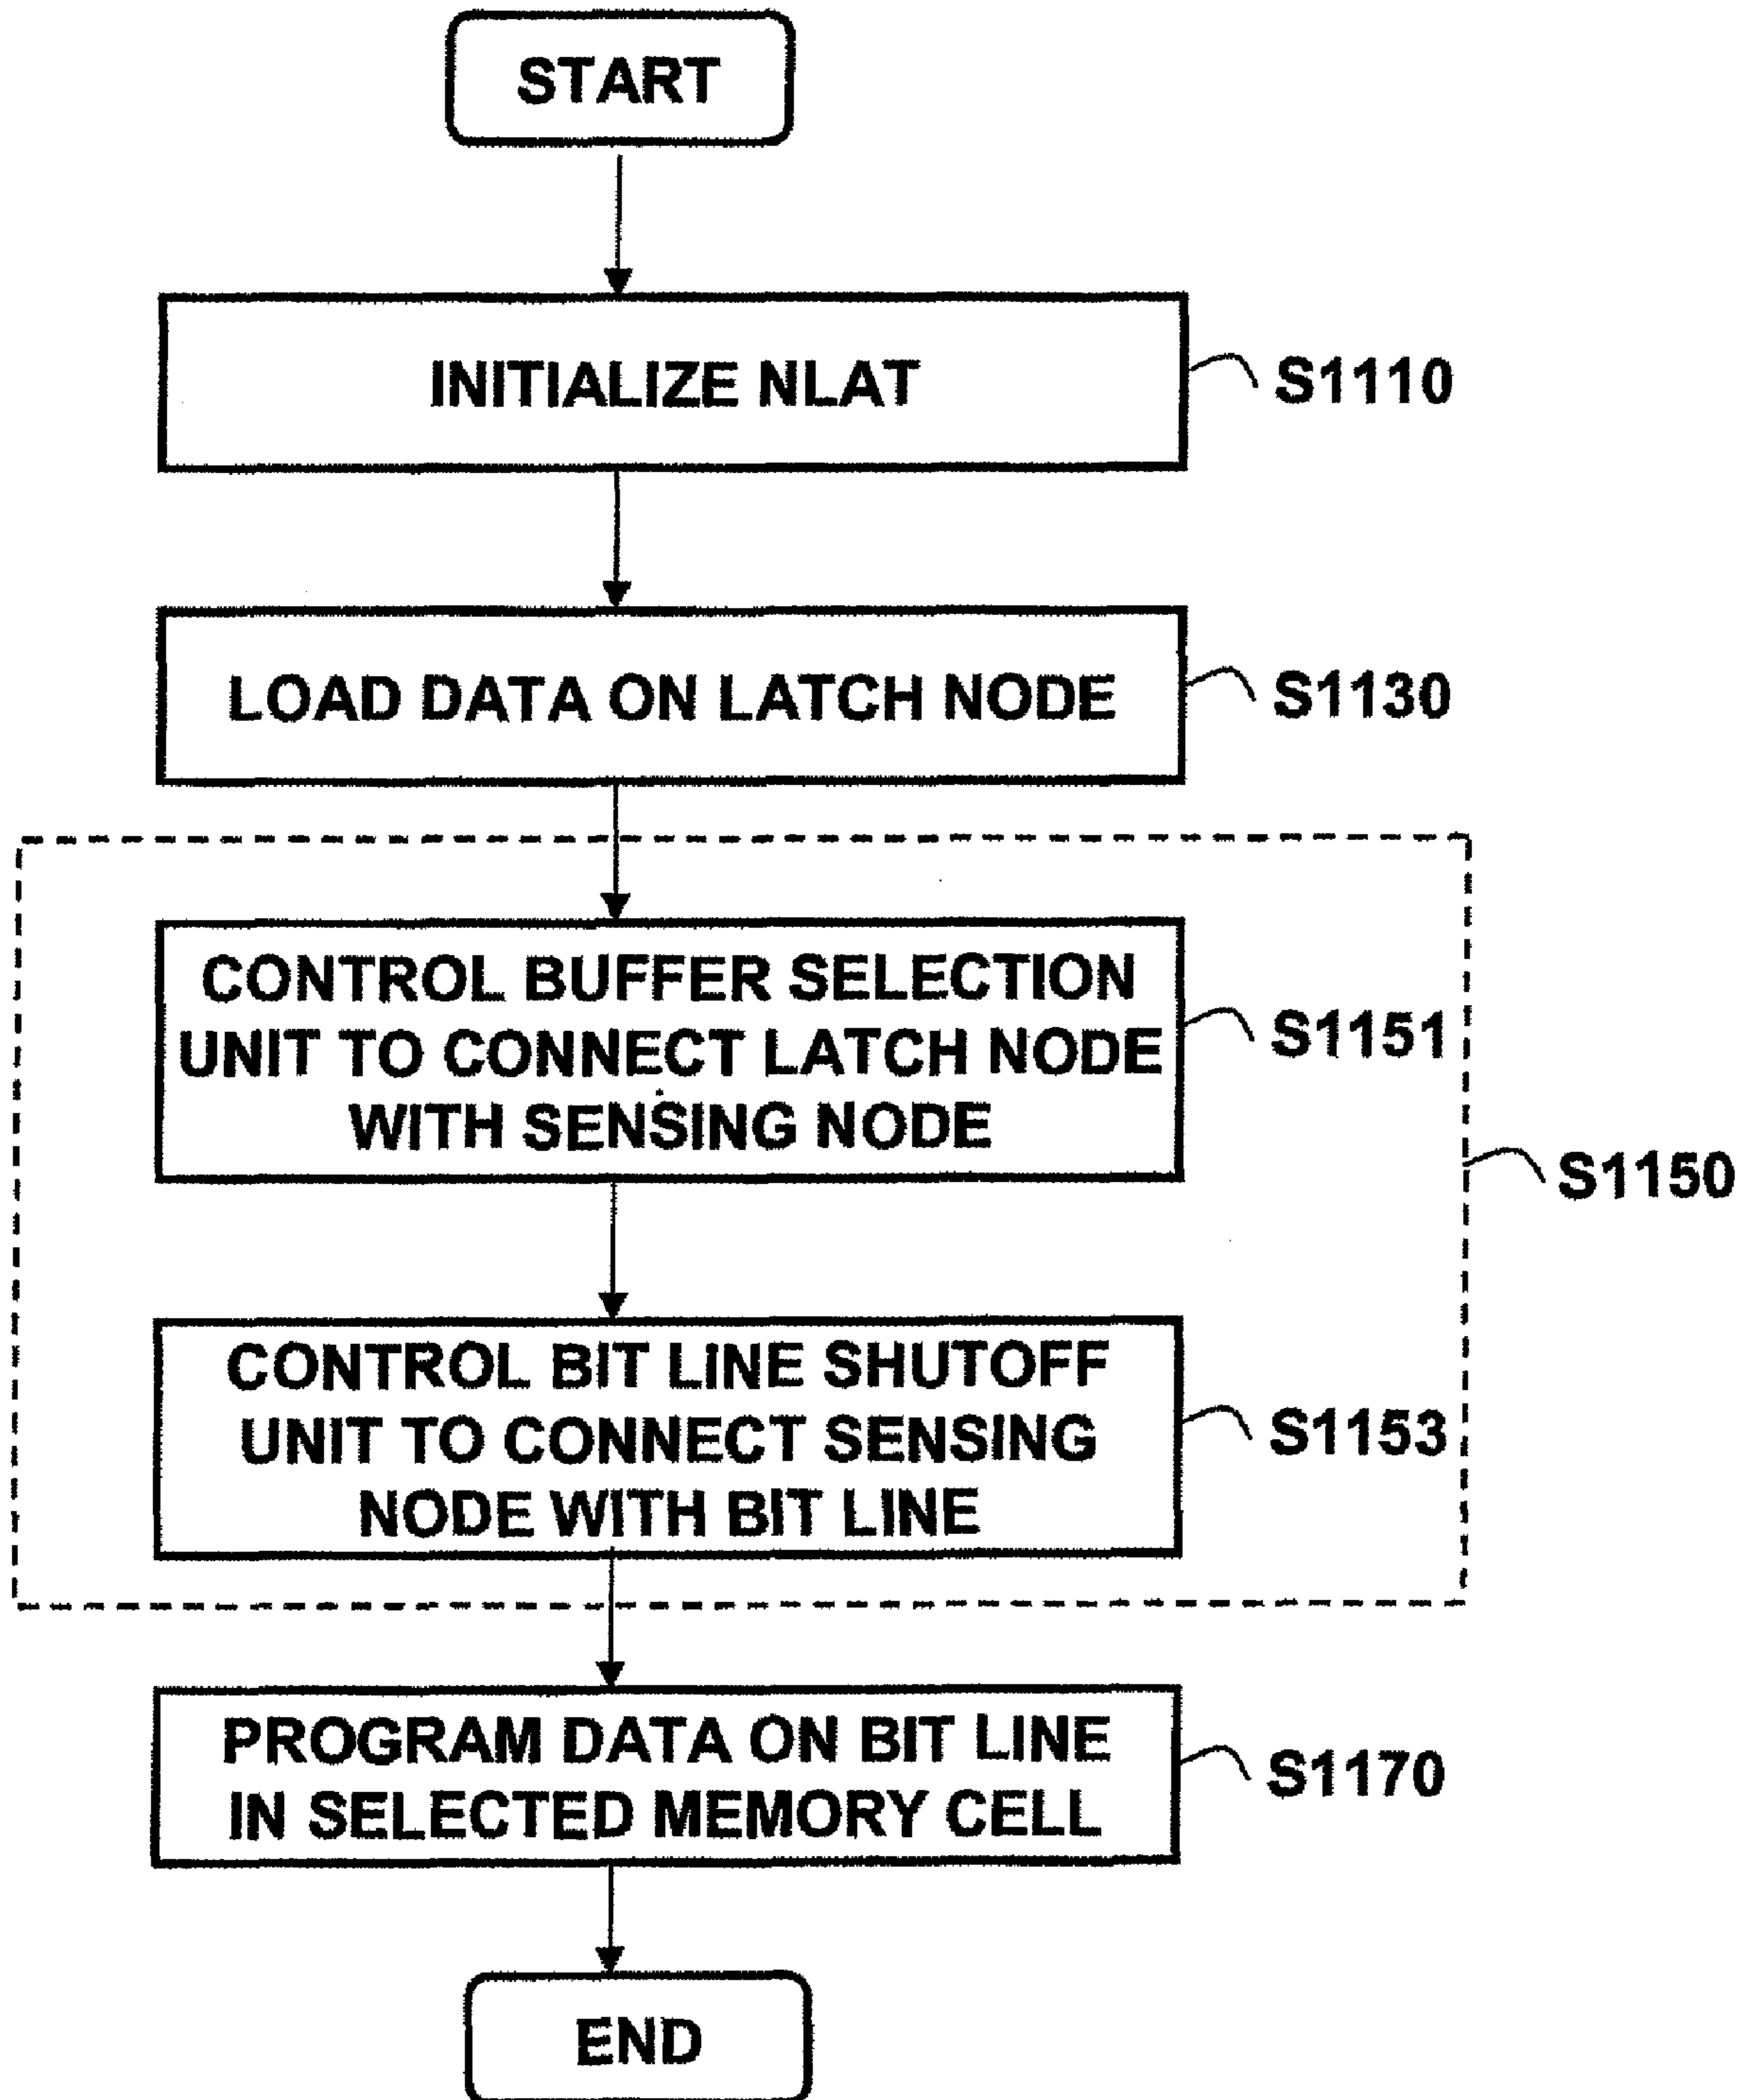 START
INITIALIZE NLAT
S1110
LOAD DATA ON LATCH NODE
S1130
CONTROL BUFFER SELECTION
UNIT TO CONNECT LATCH NODE
WITH SENSING NODE
S1151
S1150
CONTROL BIT LINE SHUTOFF
UNIT TO CONNECT SENSING
NODE WITH BIT LINE
S1153
PROGRAM DATA ON BIT LINE
IN SELECTED MEMORY CELL
S1170
END